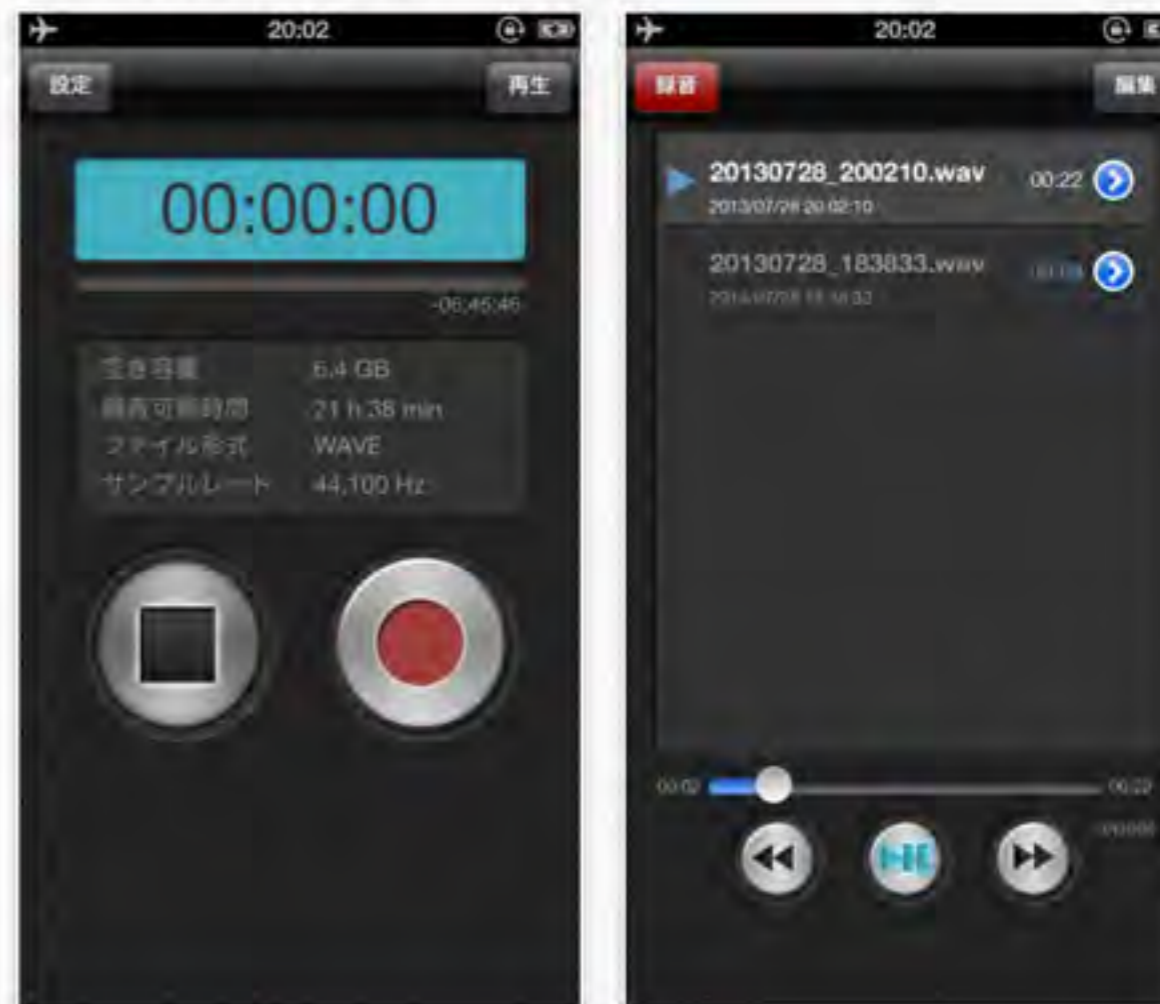 20:02
設定
再生
00:00:00
-06:45:46
空き容量 6.4 GB
録音可能時間 21 h 38 min
ファイル形式 WAVE
サンプルレート 44,100 Hz
20:02
録音
編集
20130728_200210.wav 00:22
2013/07/28 20:02:10
20130728_183833.wav
00:02
00:22